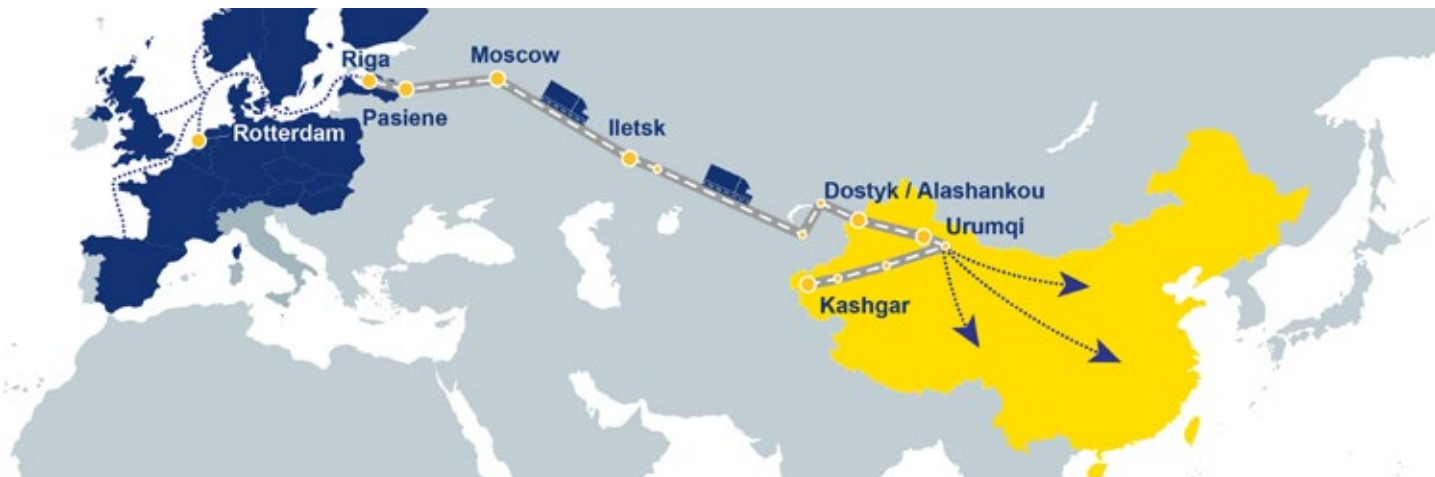 Riga
Moscow
Pasiene
Rotterdam
Iletsk
Dostyk / Alashankou
Urumqi
Kashgar